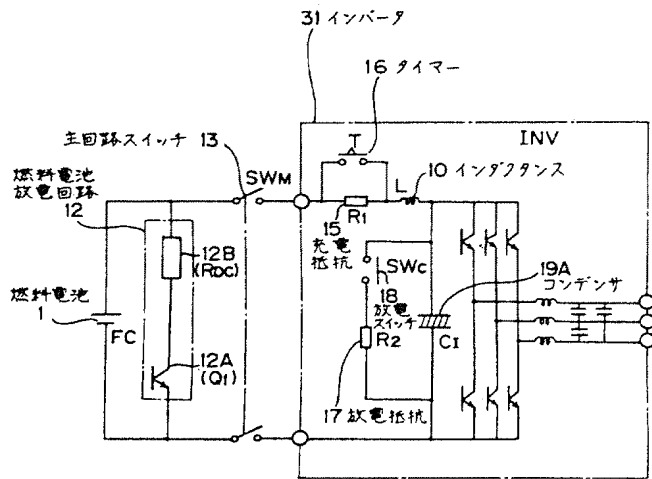 31 インバータ
16 タイマー
T
INV
主回路スイッチ 13
SWM
10 インダクタンス
L
R1
15
充電
抵抗
燃料電池
放電回路
12
12B
(RDC)
SWC
18
放電
スイッチ
19A
コンデンサ
燃料電池
1
FC
R2
CI
12A
(Q1)
17 放電抵抗